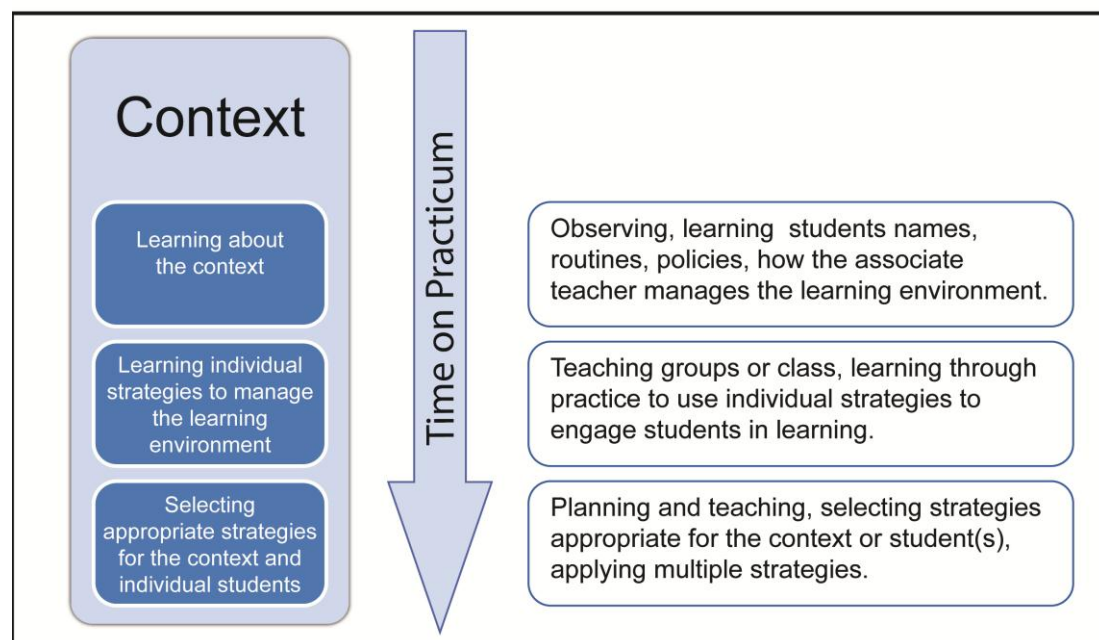 Context
Learning about
the context
Learning individual
strategies to manage
the learning
environment
Selecting
appropriate strategies
for the context and
individual students
Time on Practicum
Observing, learning  students names,
routines, policies, how the associate
teacher manages the learning environment.
Teaching groups or class, learning through
practice to use individual strategies to
engage students in learning.
Planning and teaching, selecting strategies
appropriate for the context or student(s),
applying multiple strategies.